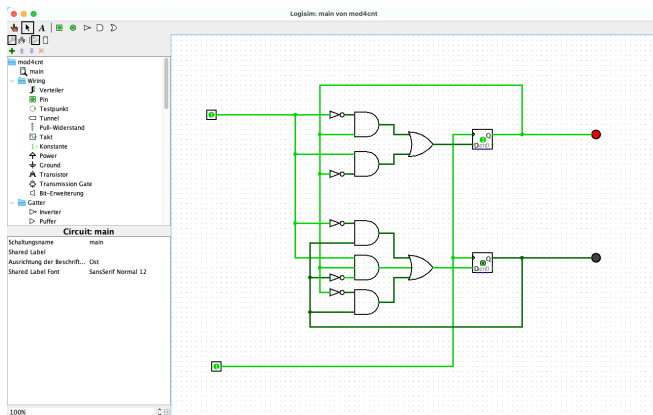 Logisim: main von mod4cnt
A
mod4cnt
main
Wiring
Verteiler
Pin
Testpunkt
Tunnel
Pull-Widerstand
Takt
Konstante
Power
Ground
Transistor
Transmission Gate
Bit-Erweiterung
Gatter
Inverter
Puffer
Circuit: main
Schaltungsname main
Shared Label
Ausrichtung der Beschrift... Ost
Shared Label Font SansSerif Normal 12
100%
Q
Q